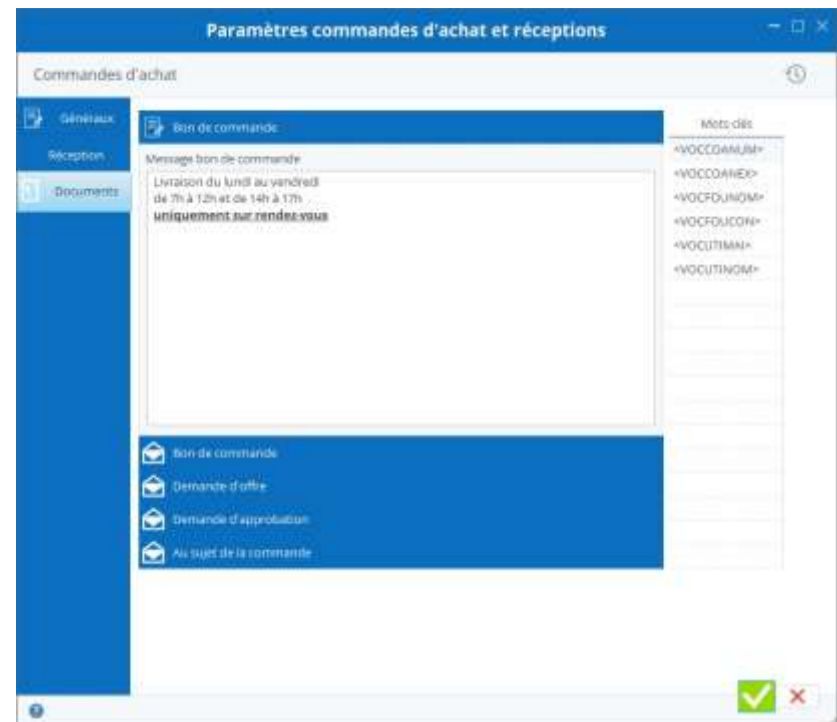 Paramètres commandes d'achat et réceptions
Commandes d'achat
Généraux
Réception
Documents
Bon de commande
Message bon de commande
Livraison du lundi au vendredi
de 7h à 12h et de 14h à 17h
uniquement sur rendez-vous
Bon de commande
Demande d'offre
Demande d'approbation
Au sujet de la commande
Mots-clés
<VOCCOANUM>
<VOCCOANEX>
<VOCFOUNOM>
<VOCFOUCON>
<VOCUTIMAI>
<VOCUTINOM>